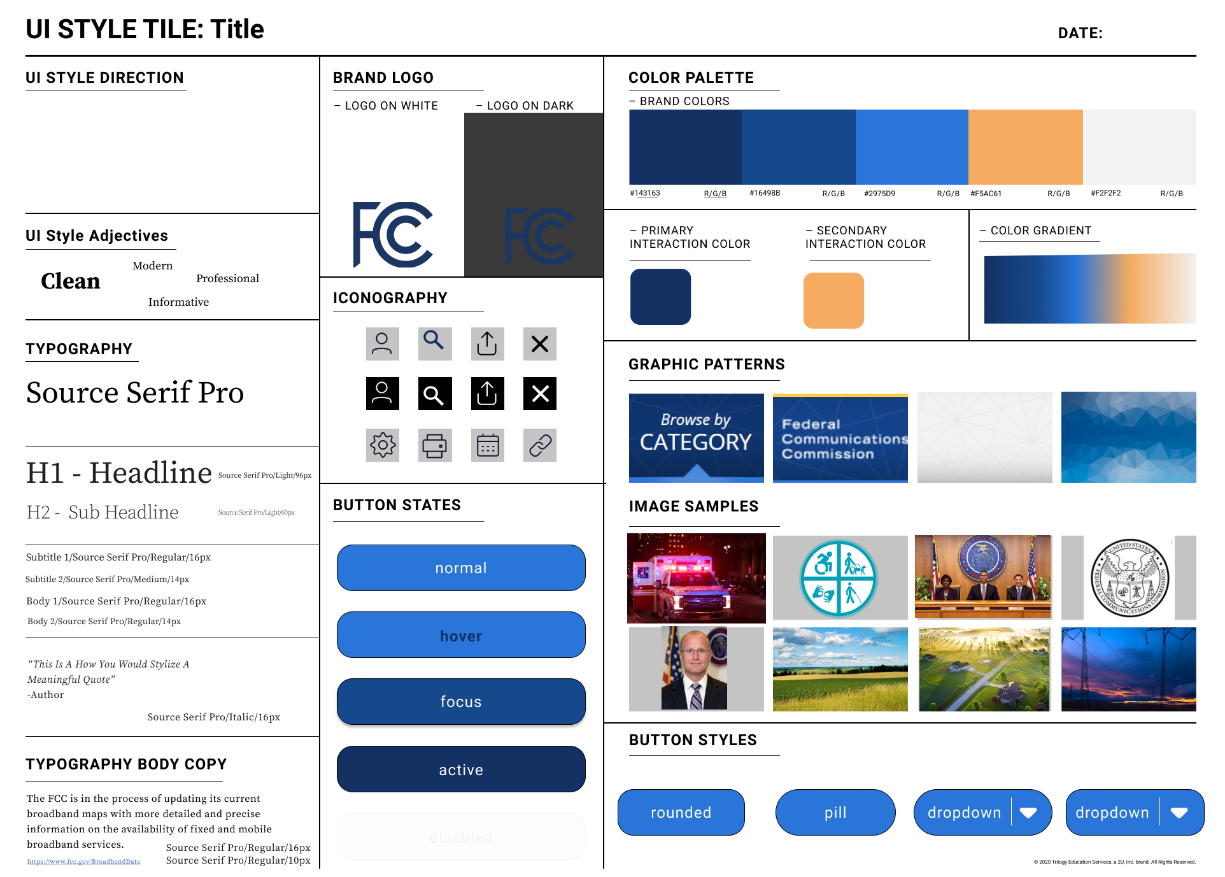 UI STYLE TILE: Title
DATE:
UI STYLE DIRECTION
UI Style Adjectives
Modern
Clean
Professional
Informative
TYPOGRAPHY
Source Serif Pro
H1 - Headline
Source Serif Pro/Light/96px
H2 - Sub Headline
Source Serif Pro/Light/60px
Subtitle 1/Source Serif Pro/Regular/16px
Subtitle 2/Source Serif Pro/Medium/14px
Body 1/Source Serif Pro/Regular/16px
Body 2/Source Serif Pro/Regular/14px
"This Is A How You Would Stylize A
Meaningful Quote"
-Author
Source Serif Pro/Italic/16px
TYPOGRAPHY BODY COPY
The FCC is in the process of updating its current
broadband maps with more detailed and precise
information on the availability of fixed and mobile
broadband services.
Source Serif Pro/Regular/16px
https://www.fcc.gov/BroadbandData
Source Serif Pro/Regular/10px
BRAND LOGO
– LOGO ON WHITE
– LOGO ON DARK
FCC
FCC
ICONOGRAPHY
BUTTON STATES
normal
hover
focus
active
disabled
COLOR PALETTE
– BRAND COLORS
#143163 R/G/B
#16498B R/G/B
#2975D9 R/G/B
#F5AC61 R/G/B
#F2F2F2 R/G/B
– PRIMARY
INTERACTION COLOR
– SECONDARY
INTERACTION COLOR
– COLOR GRADIENT
GRAPHIC PATTERNS
Browse by
CATEGORY
Federal
Communications
Commission
IMAGE SAMPLES
UNITED STATES
FEDERAL COMMUNICATIONS COMMISSION
BUTTON STYLES
rounded
pill
dropdown
dropdown
© 2020 Trilogy Education Services, a 2U, Inc. brand. All Rights Reserved.